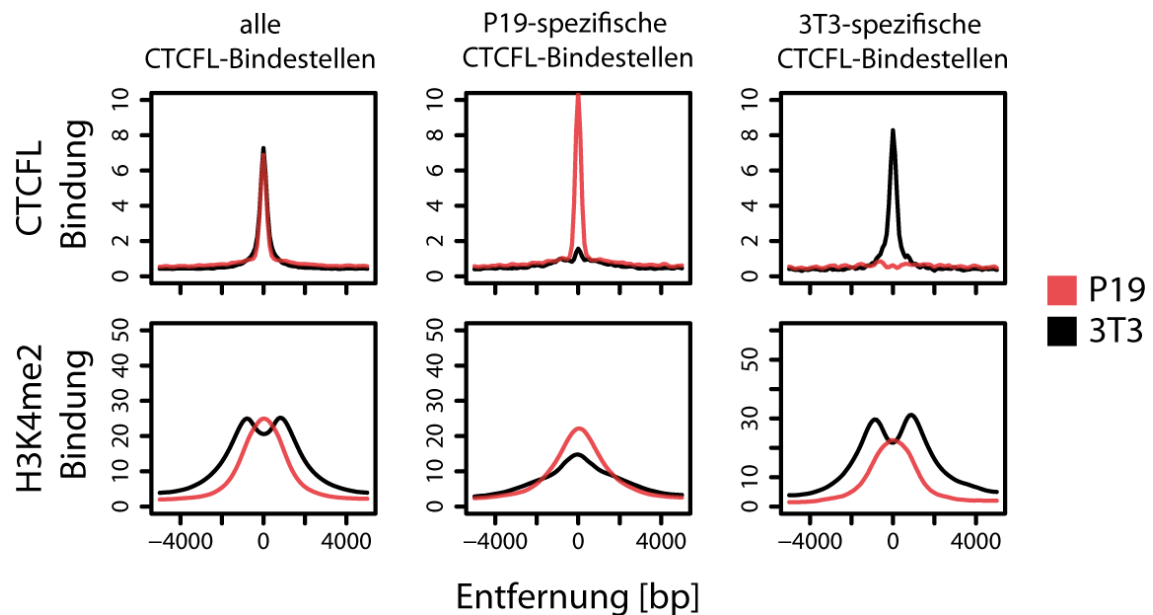 alle
CTCFL-Bindestellen
P19-spezifische
CTCFL-Bindestellen
3T3-spezifische
CTCFL-Bindestellen
CTCFL
Bindung
0 2 4 6 8 10
0 2 4 6 8 10
0 2 4 6 8 10
P19
3T3
H3K4me2
Bindung
0 10 20 30 40 50
0 10 20 30 40 50
0 10 30 50
−4000 0 4000
−4000 0 4000
−4000 0 4000
Entfernung [bp]